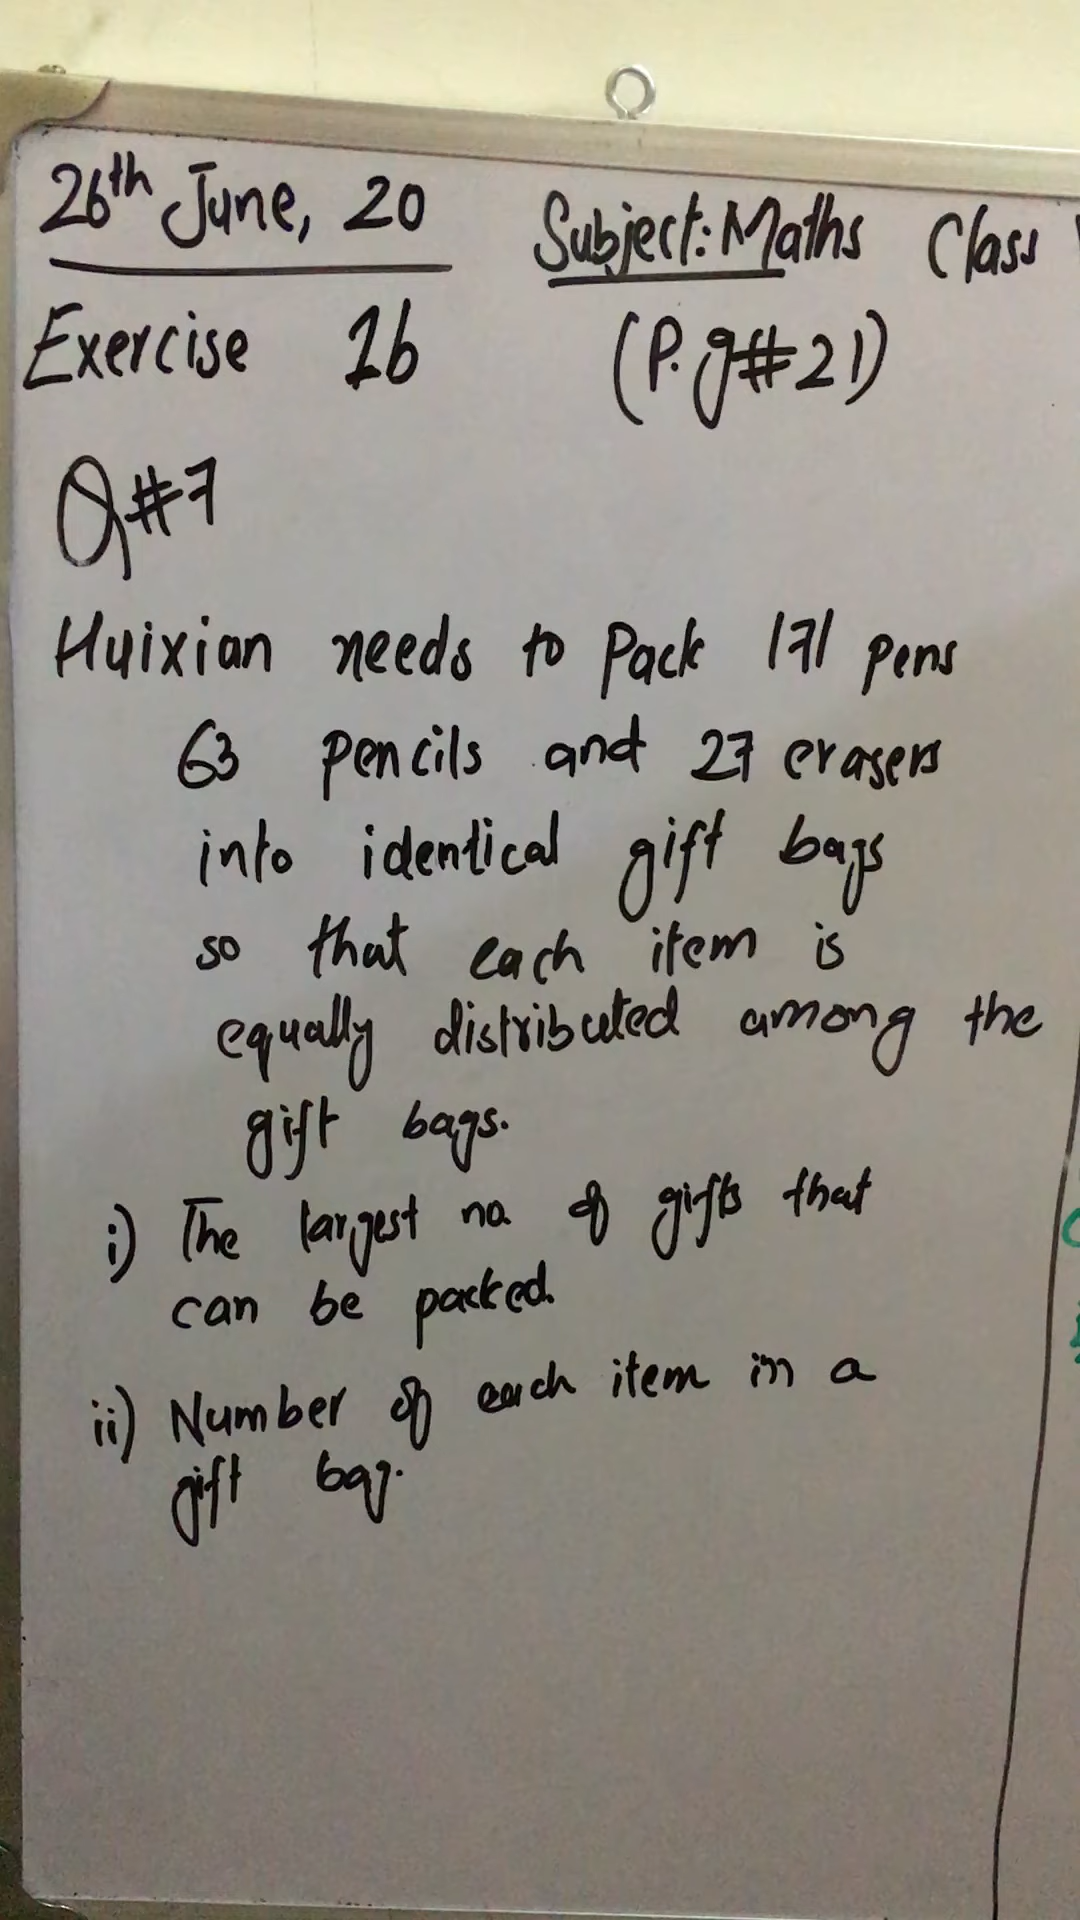 26th June, 20 Subject: Maths Class
Exercise 1b (P.g#21)
Q#7
Huixian needs to Pack 171 pens
63 pencils and 27 erasers
into identical gift bags
so that each item is
equally distributed among the
gift bags.
i) The largest no. of gifts that
can be packed.
ii) Number of each item in a
gift bag.